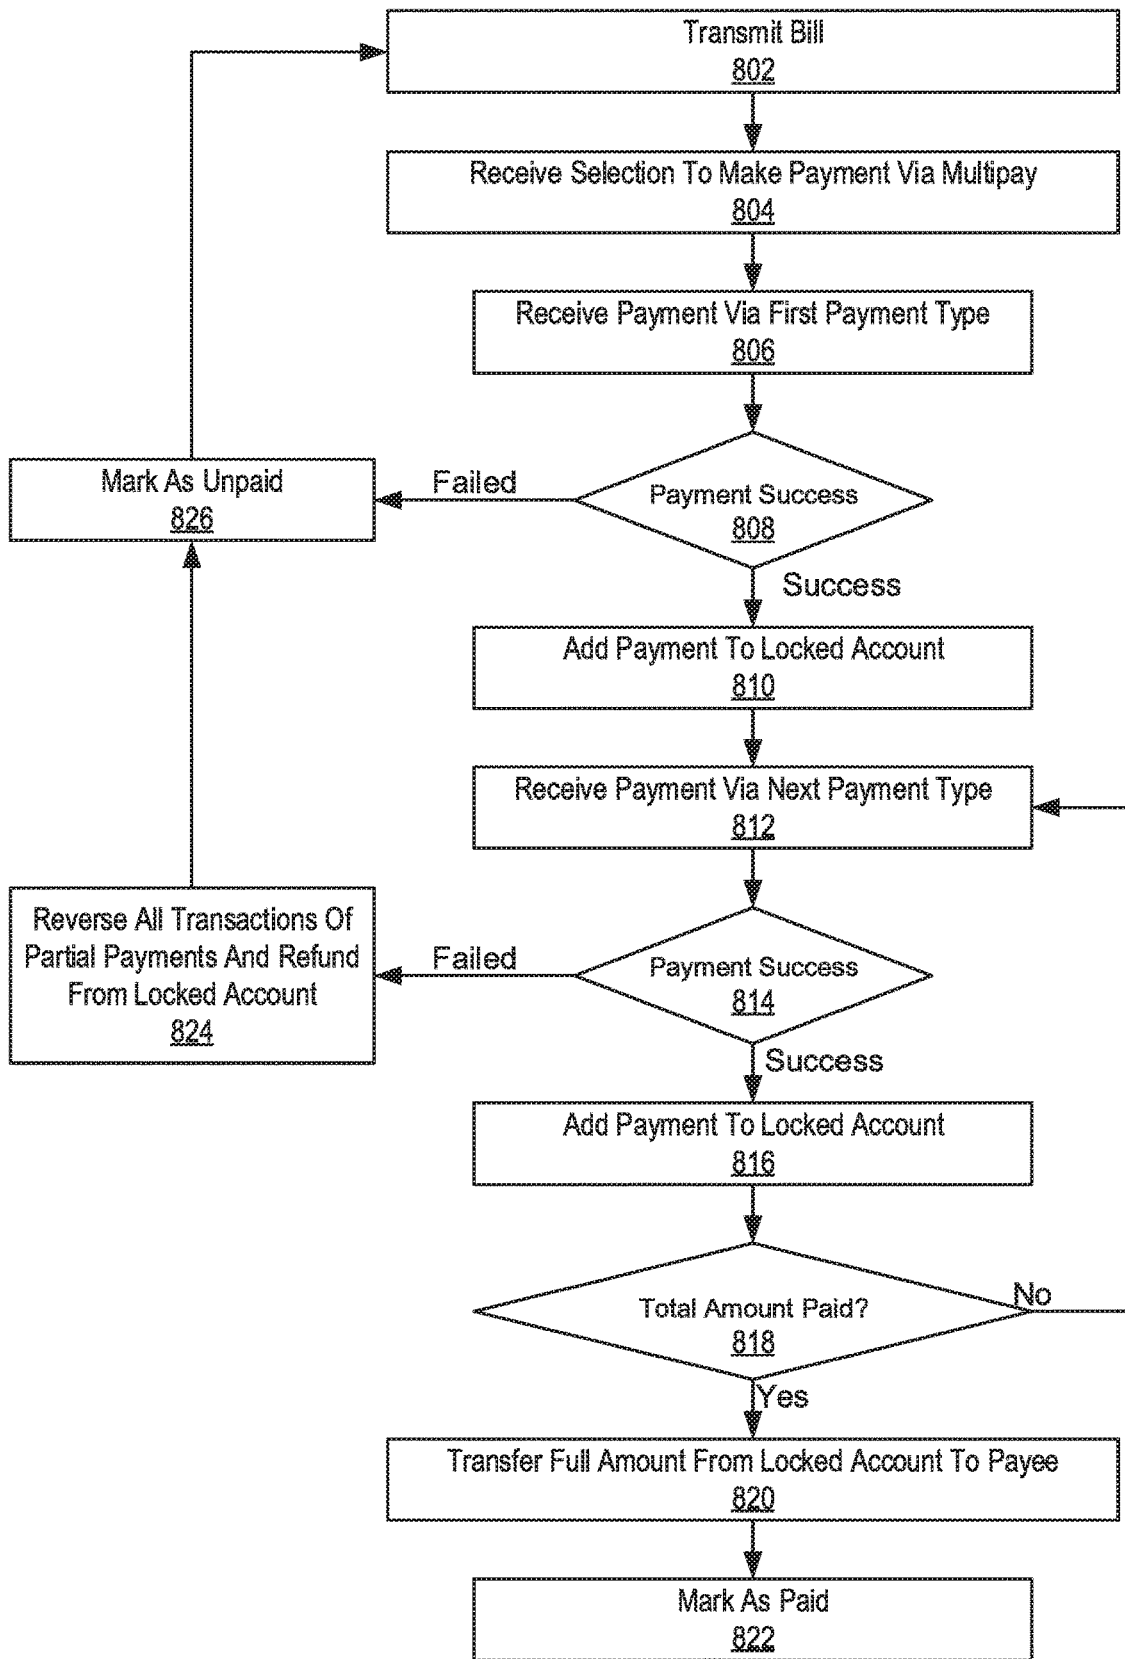 Transmit Bill
802
Receive Selection To Make Payment Via Multipay
804
Receive Payment Via First Payment Type
806
Mark As Unpaid
826
Failed
Payment Success
808
Success
Add Payment To Locked Account
810
Receive Payment Via Next Payment Type
812
Reverse All Transactions Of
Partial Payments And Refund
From Locked Account
824
Failed
Payment Success
814
Success
Add Payment To Locked Account
816
Total Amount Paid?
818
No
Yes
Transfer Full Amount From Locked Account To Payee
820
Mark As Paid
822